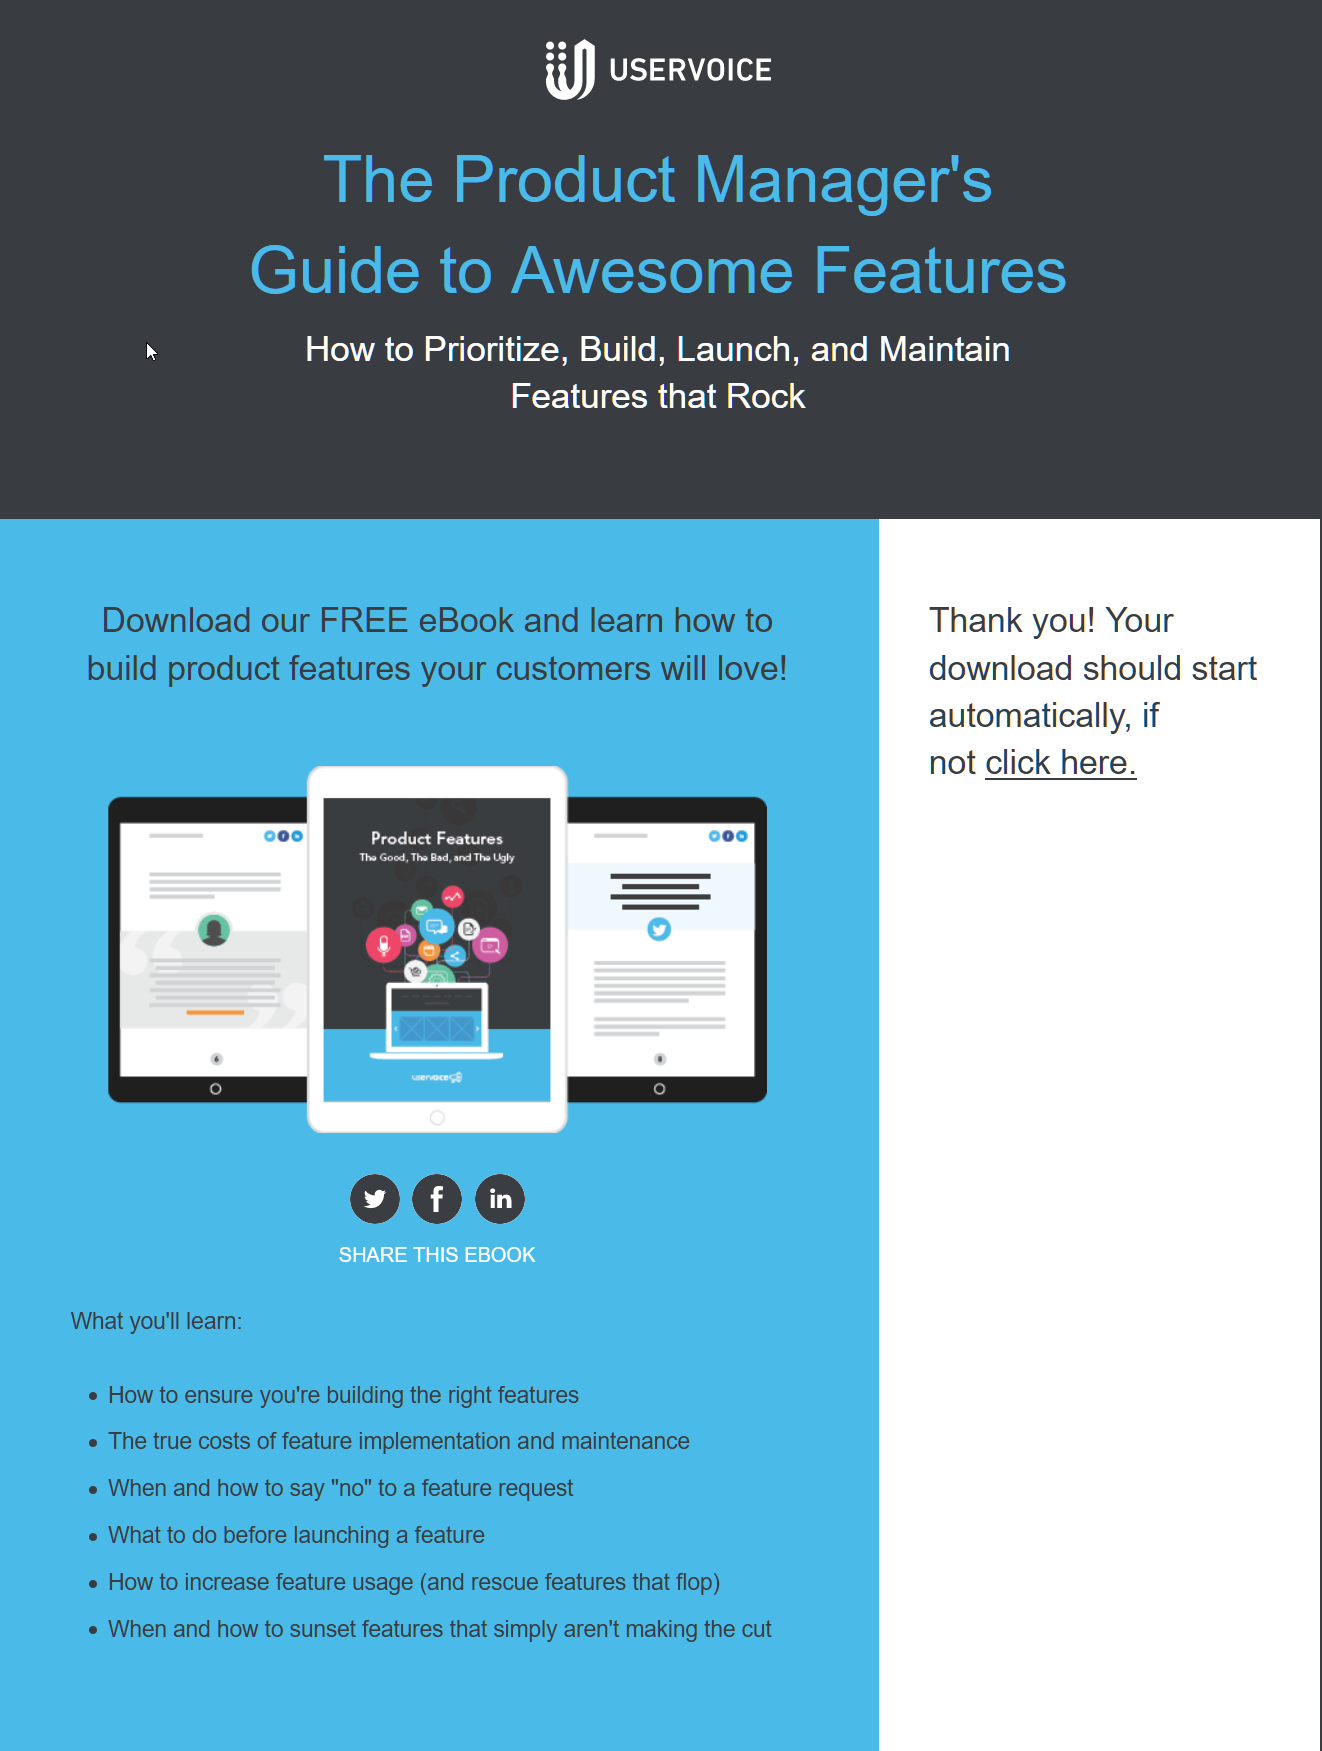 USERVOICE
The Product Manager's
Guide to Awesome Features
How to Prioritize, Build, Launch, and Maintain
Features that Rock
Download our FREE eBook and learn how to
build product features your customers will love!
Product Features
The Good, The Bad, and The Ugly
uservoice
6
8
f
in
SHARE THIS EBOOK
What you'll learn:
• How to ensure you're building the right features
• The true costs of feature implementation and maintenance
• When and how to say "no" to a feature request
• What to do before launching a feature
• How to increase feature usage (and rescue features that flop)
• When and how to sunset features that simply aren't making the cut
Thank you! Your
download should start
automatically, if
not click here.